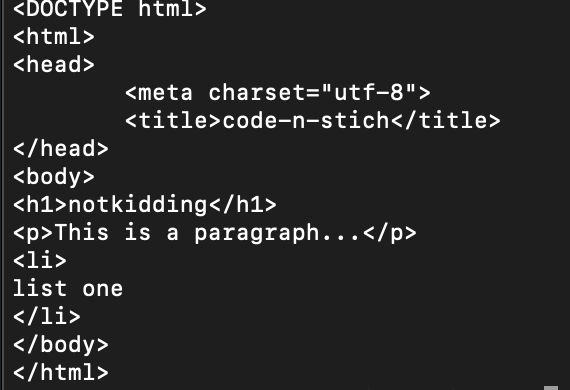 <DOCTYPE html>
<html>
<head>
<meta charset="utf-8">
<title>code-n-stich</title>
</head>
<body>
<h1>notkidding</h1>
<p>This is a paragraph...</p>
<li>
list one
</li>
</body>
</html>